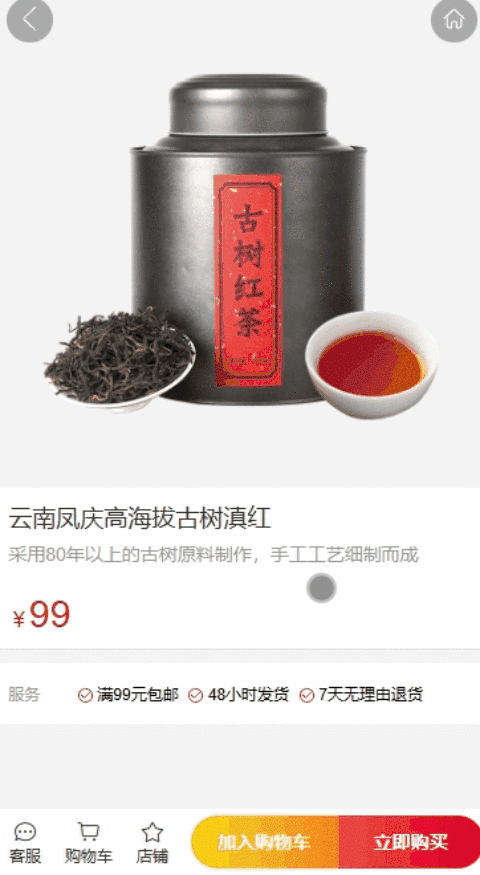 古树红茶
云南凤庆高海拔古树滇红
采用80年以上的古树原料制作，手工工艺细制而成
¥99
服务 满99元包邮 48小时发货 7天无理由退货
客服 购物车 店铺 加入购物车 立即购买